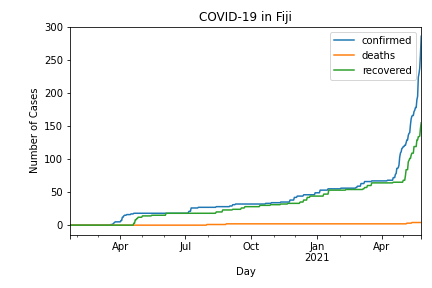 COVID-19 in Fiji
confirmed
deaths
recovered
Number of Cases
300
250
200
150
100
50
0
Apr
Jul
Oct
Jan
2021
Apr
Day